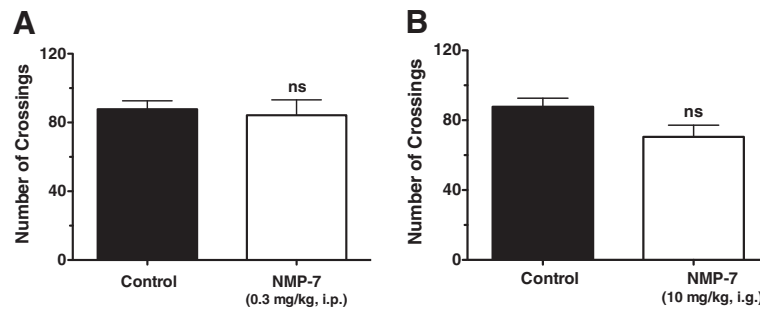 A
Number of Crossings
120
80
40
0
ns
Control
NMP-7
(0.3 mg/kg, i.p.)
B
Number of Crossings
120
80
40
0
ns
Control
NMP-7
(10 mg/kg, i.g.)